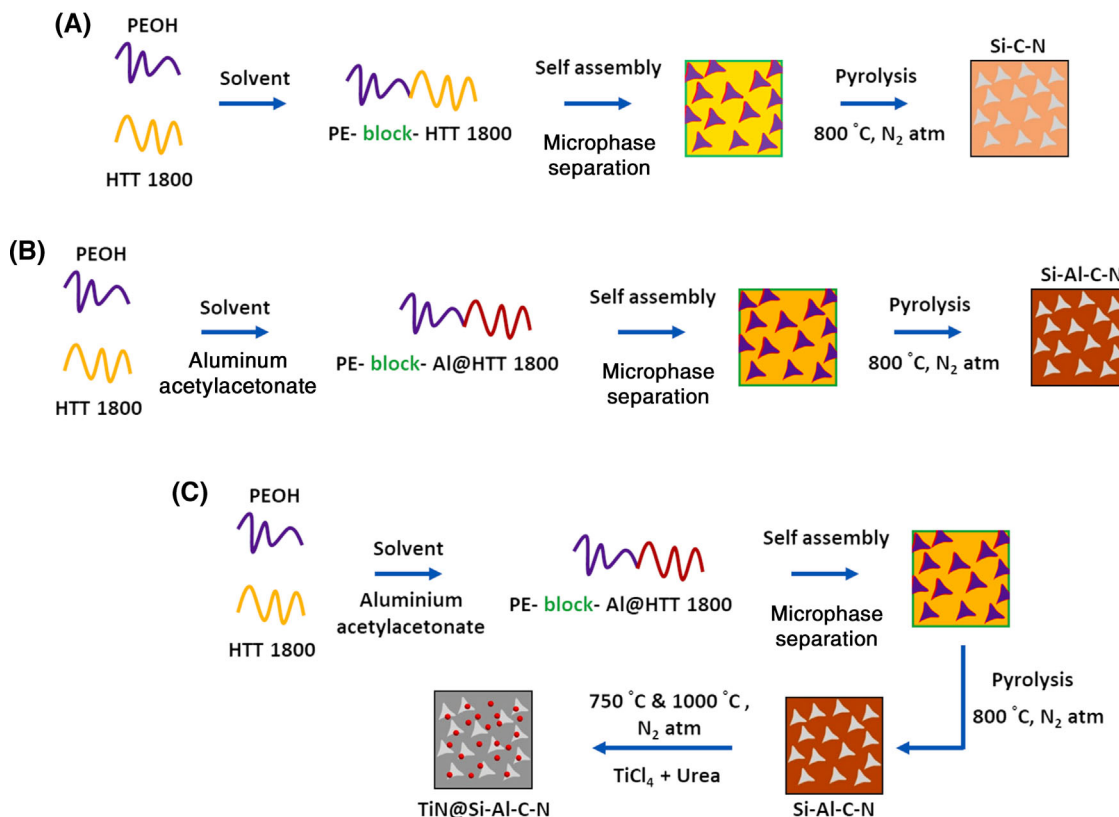 (A)
PEOH
HTT 1800
Solvent
PE- block- HTT 1800
Self assembly
Microphase
separation
Pyrolysis
800 °C, N₂ atm
Si-C-N
(B)
PEOH
HTT 1800
Solvent
Aluminum
acetylacetonate
PE- block- Al@HTT 1800
Self assembly
Microphase
separation
Pyrolysis
800 °C, N₂ atm
Si-Al-C-N
(C)
PEOH
HTT 1800
Solvent
Aluminium
acetylacetonate
PE- block- Al@HTT 1800
Self assembly
Microphase
separation
Pyrolysis
800 °C, N₂ atm
Si-Al-C-N
750 °C & 1000 °C ,
N₂ atm
TiCl₄ + Urea
TiN@Si-Al-C-N